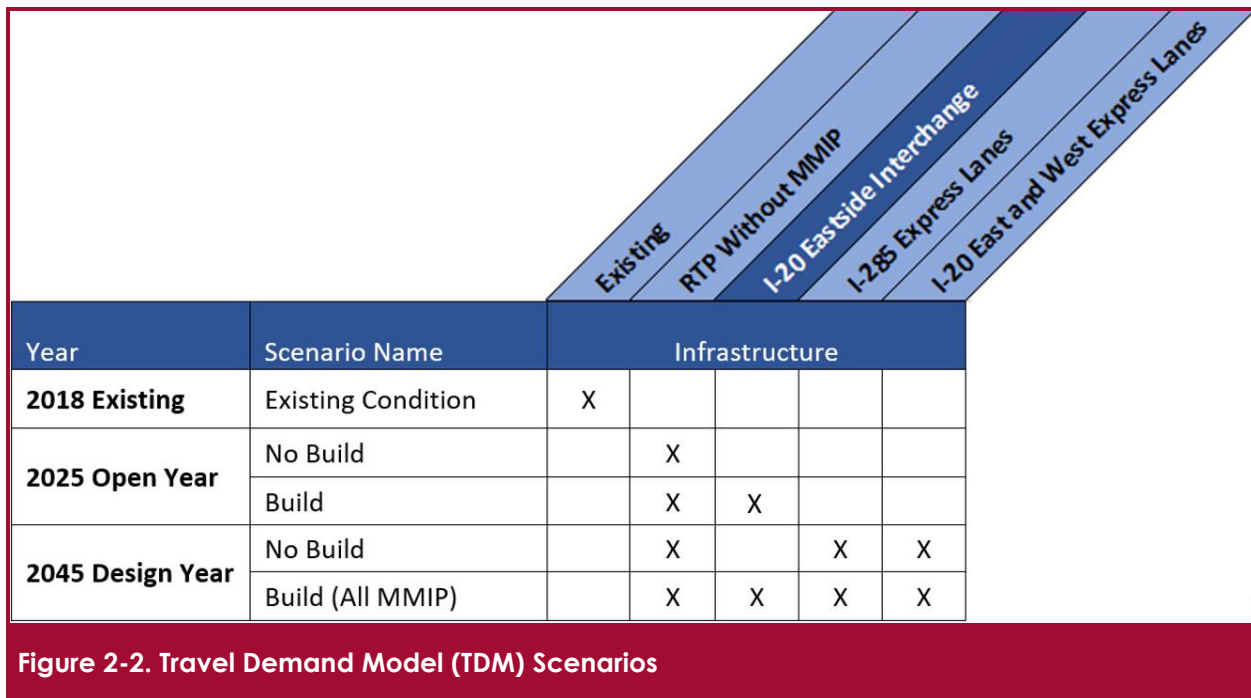 Existing
RTP Without MMIP
I-20 Eastside Interchange
I-285 Express Lanes
I-20 East and West Express Lanes
Year Scenario Name Infrastructure
2018 Existing Existing Condition X
2025 Open Year
No Build X
Build X X
2045 Design Year
No Build X X X
Build (All MMIP) X X X X
Figure 2-2. Travel Demand Model (TDM) Scenarios